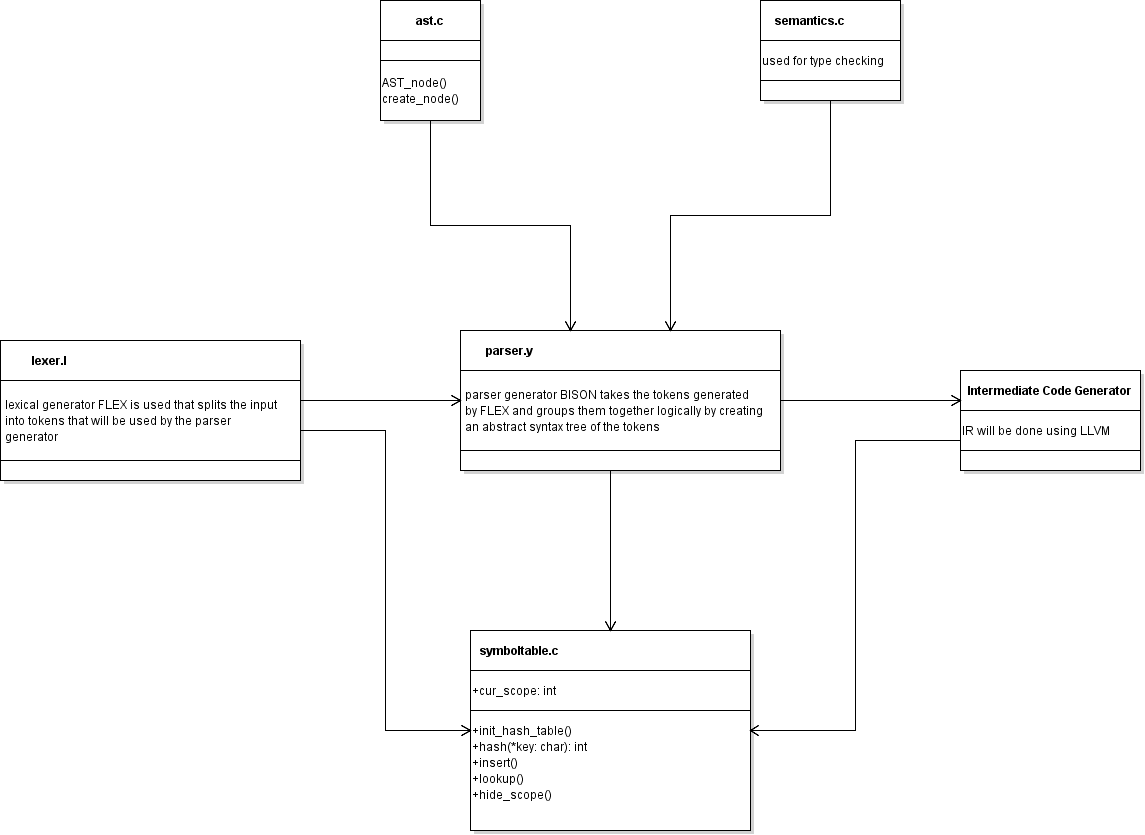 ast.c
AST_node()
create_node()
semantics.c
used for type checking
lexer.l
lexical generator FLEX is used that splits the input
into tokens that will be used by the parser
generator
parser.y
parser generator BISON takes the tokens generated
by FLEX and groups them together logically by creating
an abstract syntax tree of the tokens
Intermediate Code Generator
IR will be done using LLVM
symboltable.c
+cur_scope: int
+init_hash_table()
+hash(*key: char): int
+insert()
+lookup()
+hide_scope()